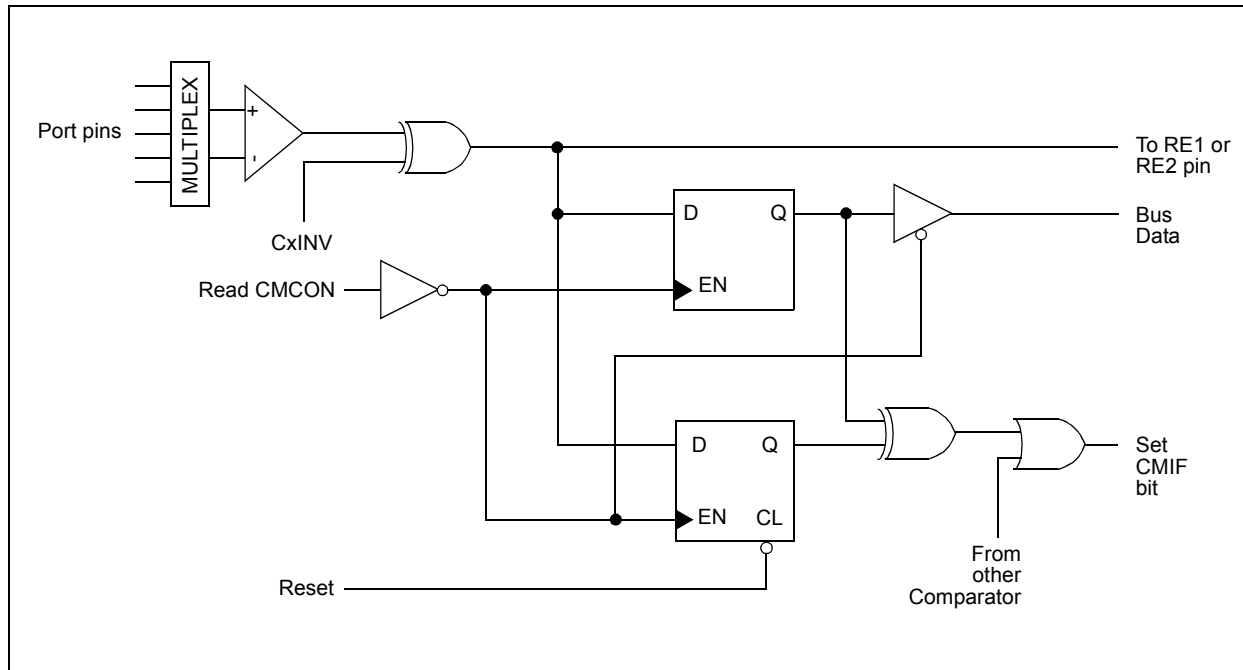 MULTIPLEX
Port pins
+
-
CxINV
To RE1 or
RE2 pin
D
Q
EN
Bus
Data
Read CMCON
D
Q
EN
CL
Set
CMIF
bit
From
other
Comparator
Reset